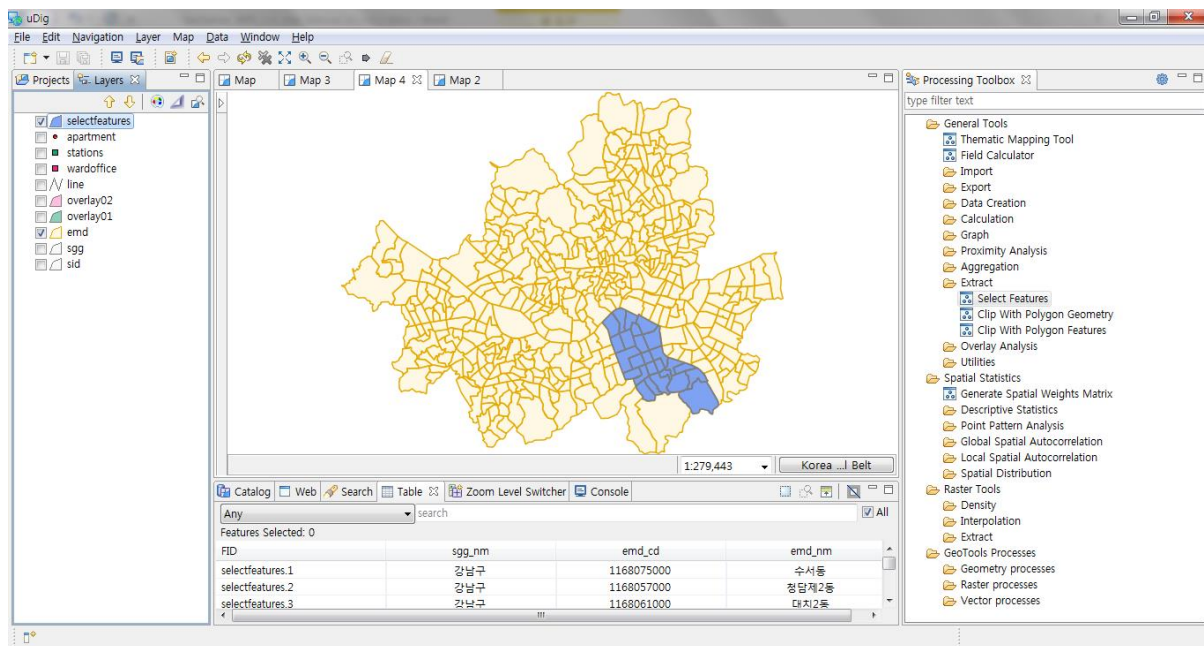 uDig
File Edit Navigation Layer Map Data Window Help
Projects Layers
Map Map 3 Map 4 Map 2
Processing Toolbox
type filter text
selectfeatures
apartment
stations
wardoffice
line
overlay02
overlay01
emd
sgg
sid
General Tools
Thematic Mapping Tool
Field Calculator
Import
Export
Data Creation
Calculation
Graph
Proximity Analysis
Aggregation
Extract
Select Features
Clip With Polygon Geometry
Clip With Polygon Features
Overlay Analysis
Utilities
Spatial Statistics
Generate Spatial Weights Matrix
Descriptive Statistics
Point Pattern Analysis
Global Spatial Autocorrelation
Local Spatial Autocorrelation
Spatial Distribution
Raster Tools
Density
Interpolation
Extract
GeoTools Processes
Geometry processes
Raster processes
Vector processes
1:279,443 Korea ...l Belt
Catalog Web Search Table Zoom Level Switcher Console
Any search All
Features Selected: 0
FID sgg_nm emd_cd emd_nm
selectfeatures.1 강남구 1168075000 수서동
selectfeatures.2 강남구 1168057000 청담제2동
selectfeatures.3 강남구 1168061000 대치2동